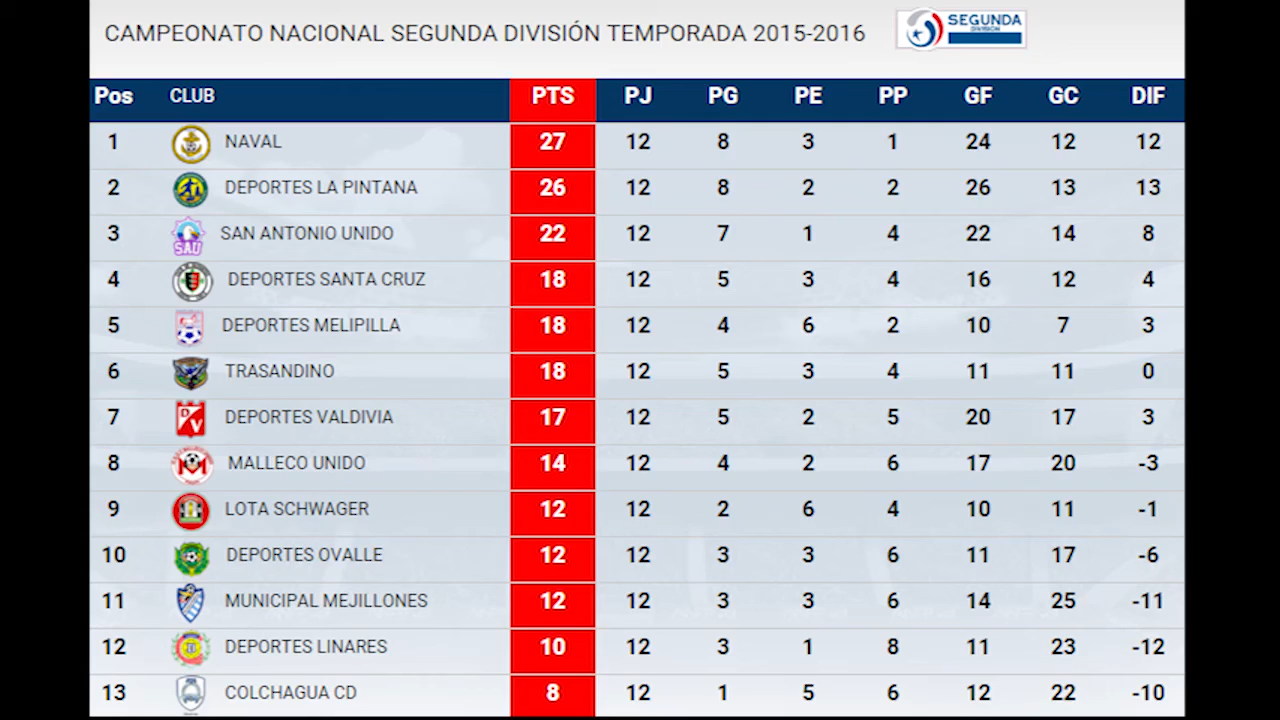 CAMPEONATO NACIONAL SEGUNDA DIVISIÓN TEMPORADA 2015-2016 SEGUNDA DIVISIÓN
Pos CLUB PTS PJ PG PE PP GF GC DIF
1 NAVAL 27 12 8 3 1 24 12 12
2 DEPORTES LA PINTANA 26 12 8 2 2 26 13 13
3 SAU SAN ANTONIO UNIDO 22 12 7 1 4 22 14 8
4 DEPORTES SANTA CRUZ 18 12 5 3 4 16 12 4
5 DEPORTES MELIPILLA 18 12 4 6 2 10 7 3
6 TRASANDINO 18 12 5 3 4 11 11 0
7 DV DEPORTES VALDIVIA 17 12 5 2 5 20 17 3
8 MALLECO UNIDO 14 12 4 2 6 17 20 -3
9 LOTA SCHWAGER 12 12 2 6 4 10 11 -1
10 DEPORTES OVALLE 12 12 3 3 6 11 17 -6
11 MUNICIPAL MEJILLONES 12 12 3 3 6 14 25 -11
12 DEPORTES LINARES 10 12 3 1 8 11 23 -12
13 COLCHAGUA CD 8 12 1 5 6 12 22 -10